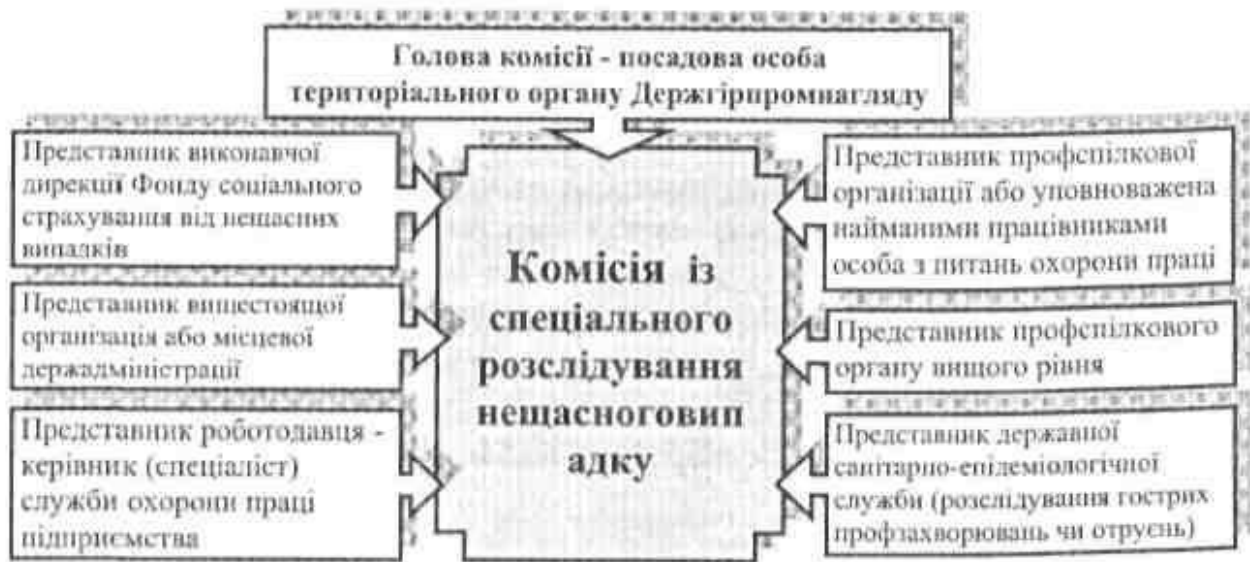 Голова комісії - посадова особа
територіального органу Держгірпромнагляду
Представник виконавчої
дирекції Фонду соціального
страхування від нещасних
випадків
Представник вищестоящої
організація або місцевої
держадміністрації
Представник роботодавця -
керівник (спеціаліст)
служби охорони праці
підприємства
Комісія із
спеціального
розслідування
нещасноговип
адку
Представник профспілкової
організації або уповноважена
найманими працівниками
особа з питань охорони праці
Представник профспілкового
органу вищого рівня
Представник державної
санітарно-епідеміологічної
служби (розслідування гострих
профзахворювань чи отруєнь)